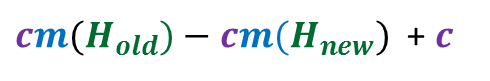 cm(H_old) − cm(H_new) + c